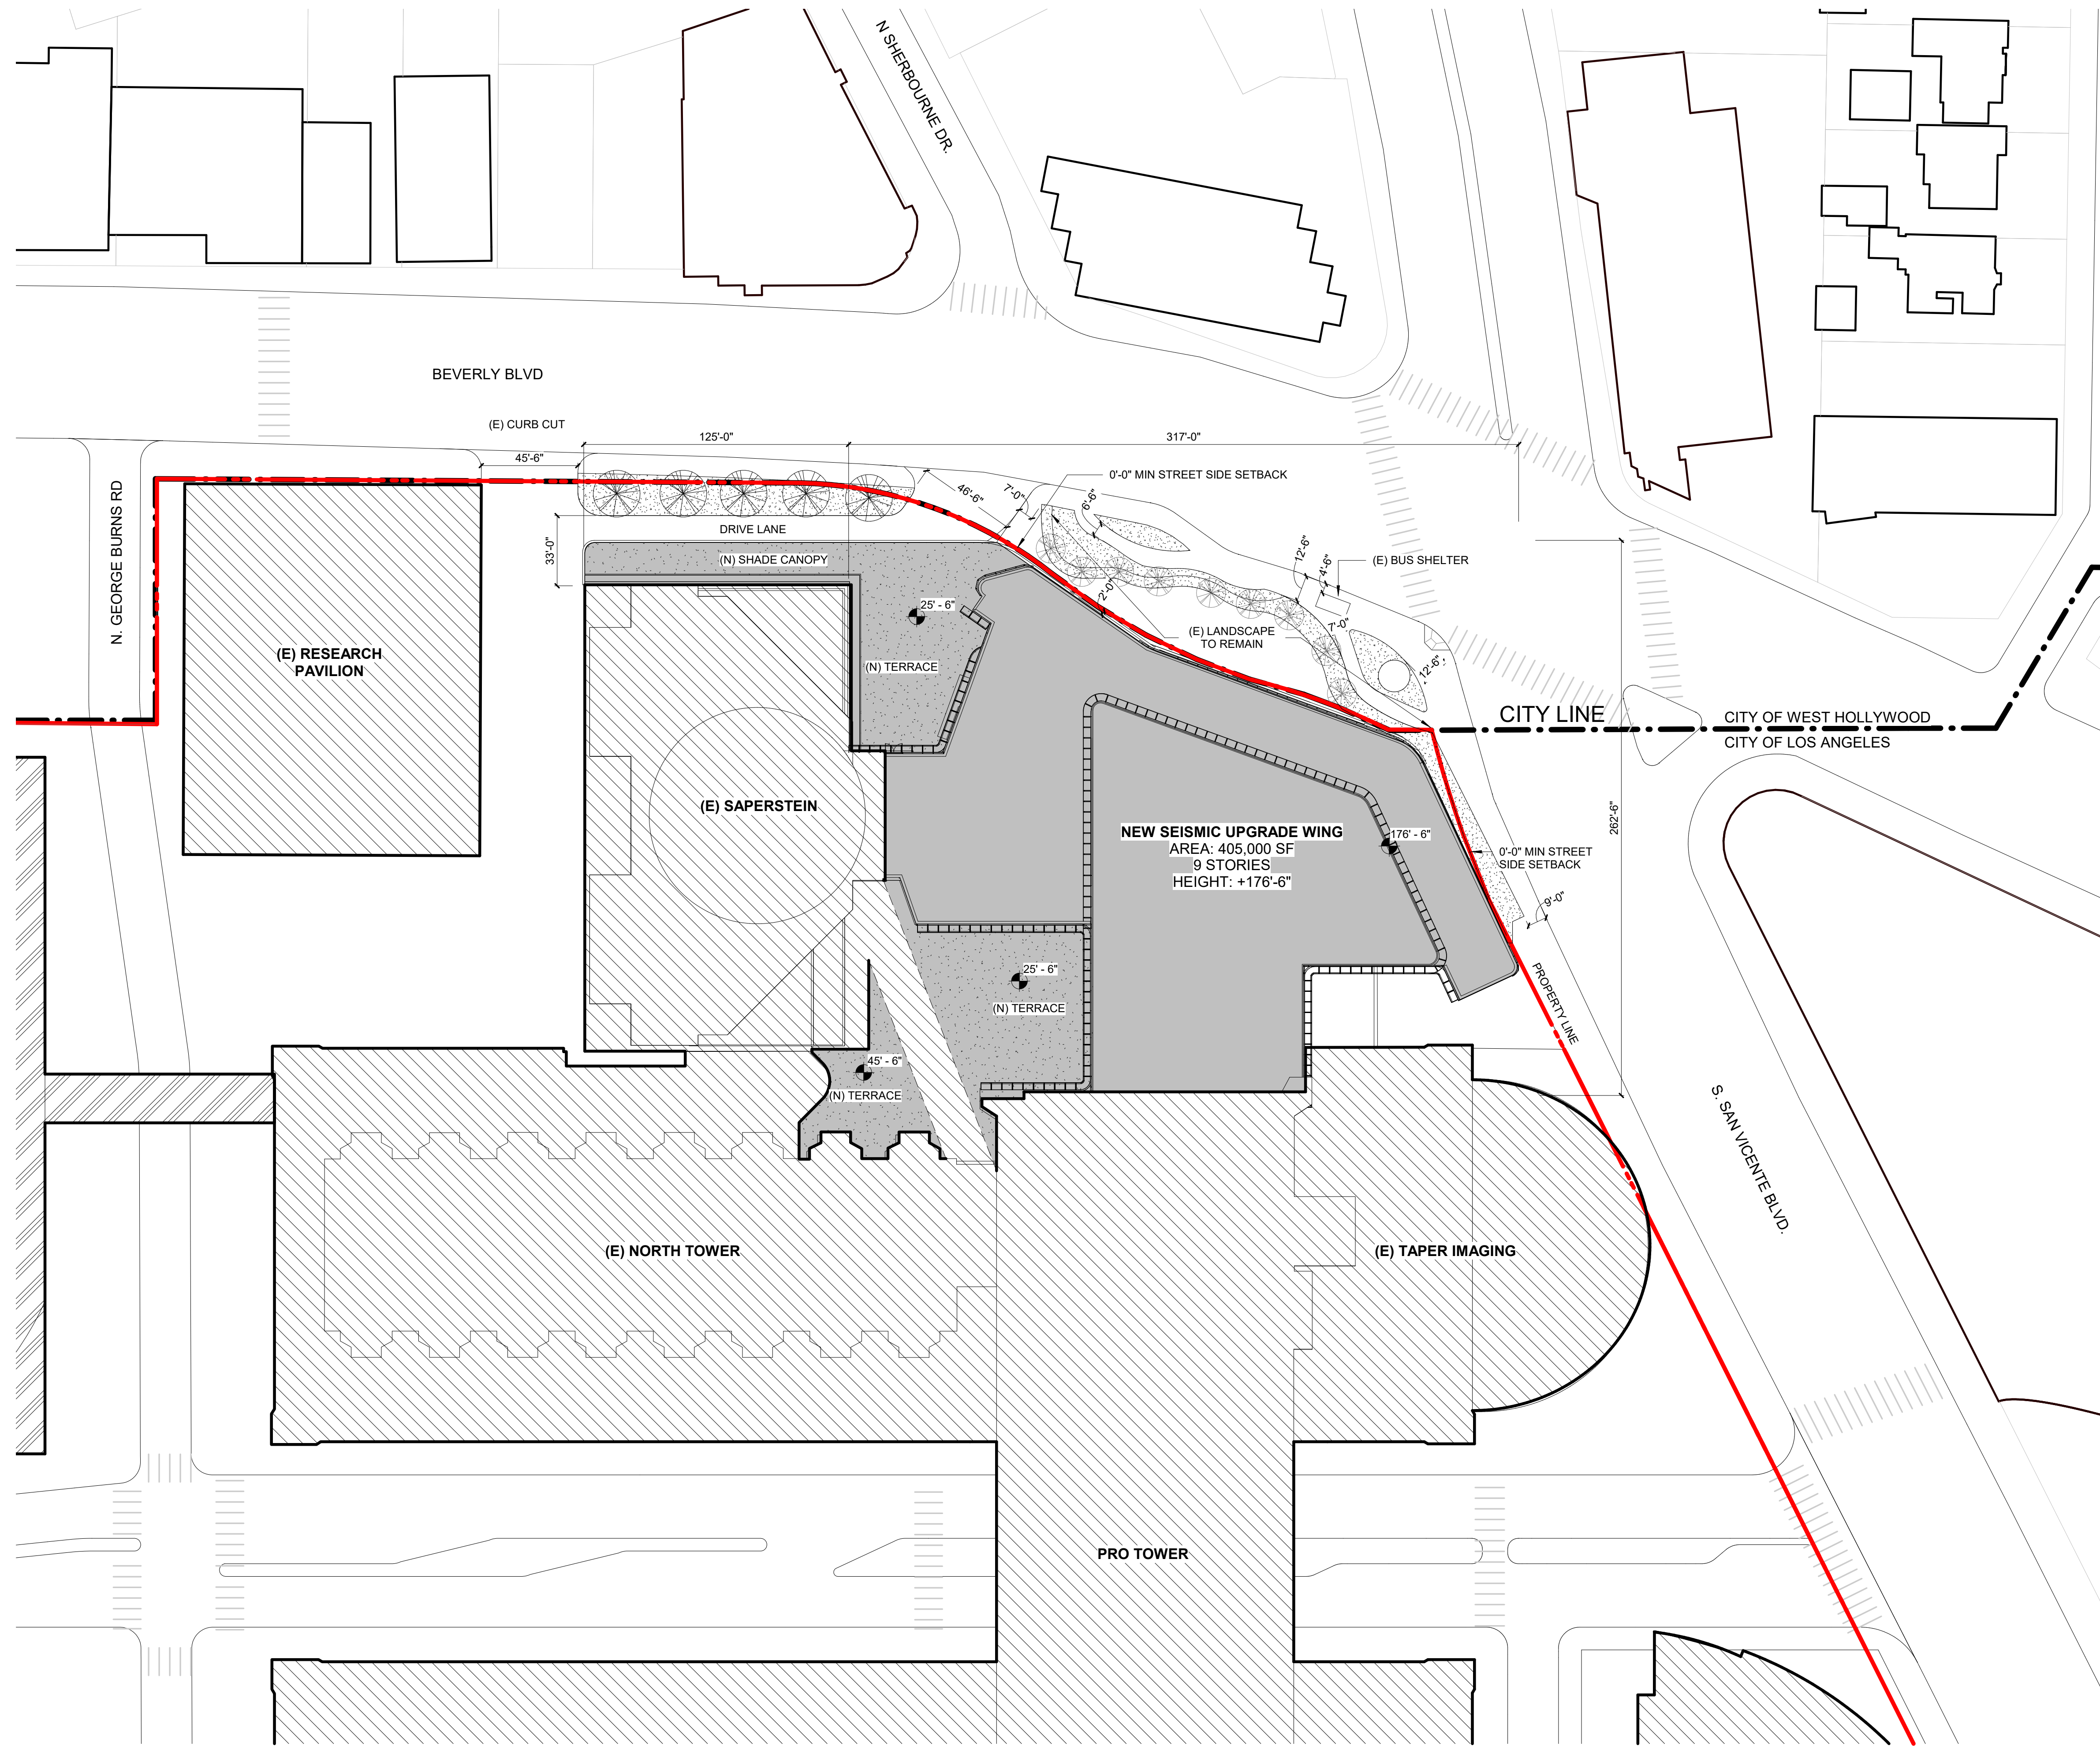 N SHERBOURNE DR.
BEVERLY BLVD
(E) CURB CUT
125'-0"
317'-0"
45'-6"
0'-0" MIN STREET SIDE SETBACK
46'-6"
7'-0"
6'-6"
N. GEORGE BURNS RD
33'-0"
DRIVE LANE
(N) SHADE CANOPY
12'-6"
4'-6"
(E) BUS SHELTER
2'-0"
25' - 6"
7'-0"
(E) LANDSCAPE
TO REMAIN
(E) RESEARCH
PAVILION
(N) TERRACE
12'-6"
CITY LINE
CITY OF WEST HOLLYWOOD
CITY OF LOS ANGELES
(E) SAPERSTEIN
262'-6"
NEW SEISMIC UPGRADE WING
AREA: 405,000 SF
9 STORIES
HEIGHT: +176'-6"
176' - 6"
0'-0" MIN STREET
SIDE SETBACK
9'-0"
25' - 6"
(N) TERRACE
PROPERTY LINE
45' - 6"
(N) TERRACE
S. SAN VICENTE BLVD.
(E) NORTH TOWER
(E) TAPER IMAGING
PRO TOWER